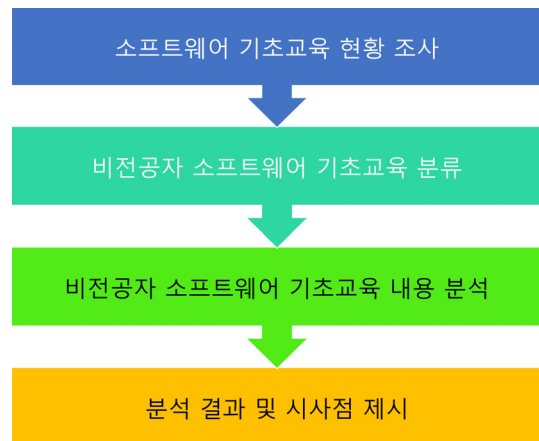 소프트웨어 기초교육 현황 조사
비전공자 소프트웨어 기초교육 분류
비전공자 소프트웨어 기초교육 내용 분석
분석 결과 및 시사점 제시